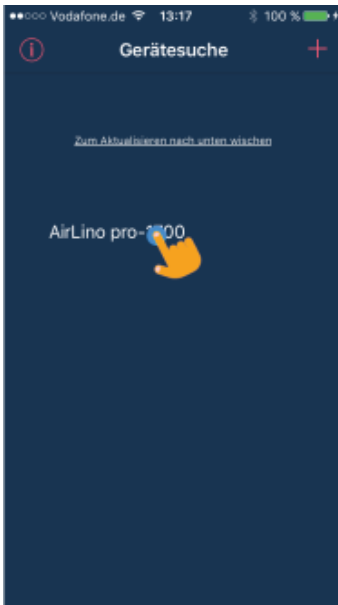 Vodafone.de 13:17 100 %
Gerätesuche
Zum Aktualisieren nach unten wischen
AirLino pro-